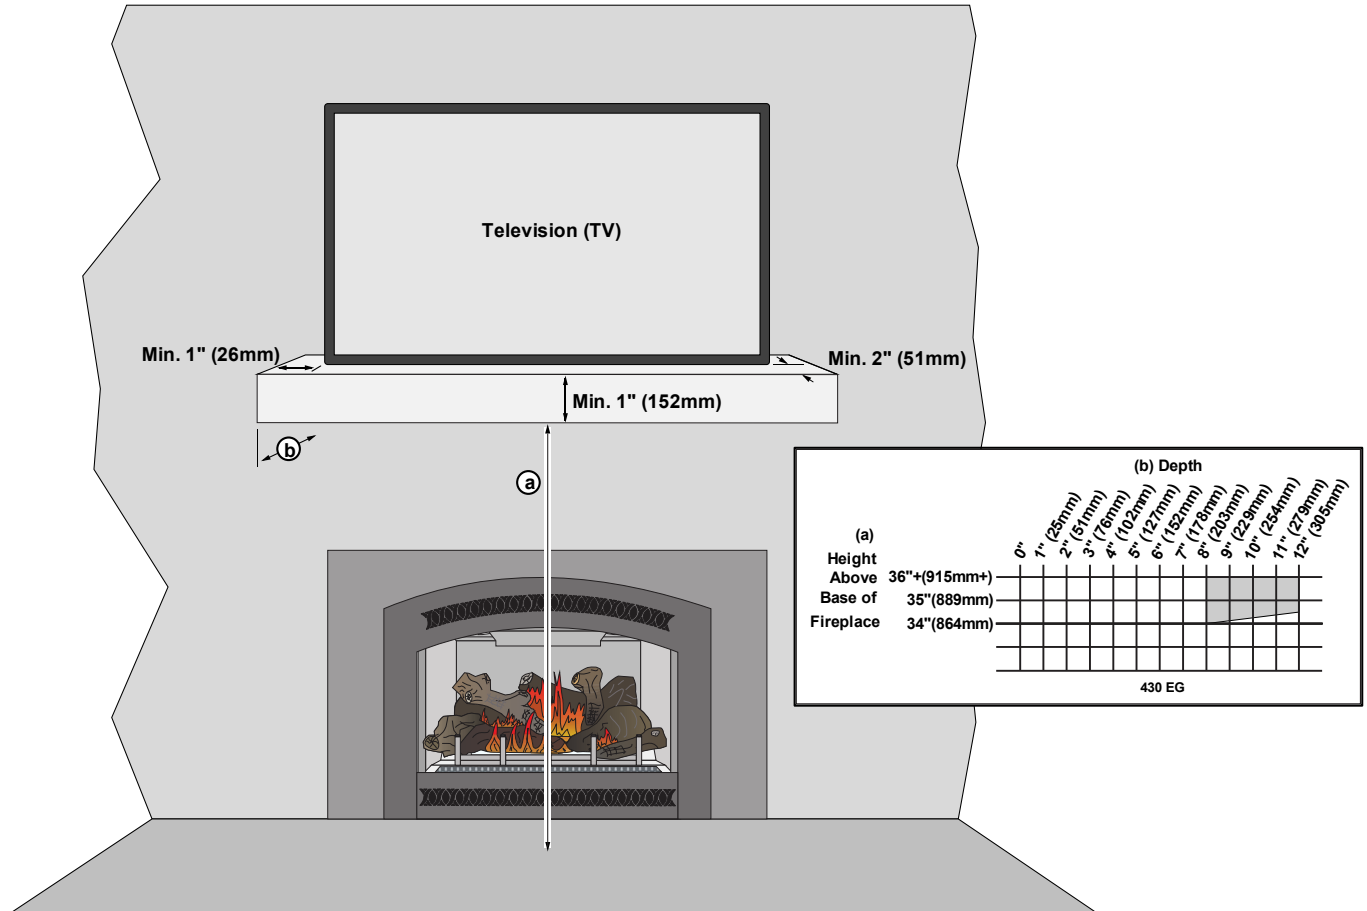 Television (TV)
Min. 1" (26mm)
Min. 2" (51mm)
Min. 1" (152mm)
b
a
(b) Depth
0"
1" (25mm)
2" (51mm)
3" (76mm)
4" (102mm)
5" (127mm)
6" (152mm)
7" (178mm)
8" (203mm)
9" (229mm)
10" (254mm)
11" (279mm)
12" (305mm)
(a)
Height
Above
Base of
Fireplace
36"+(915mm+)
35"(889mm)
34"(864mm)
430 EG